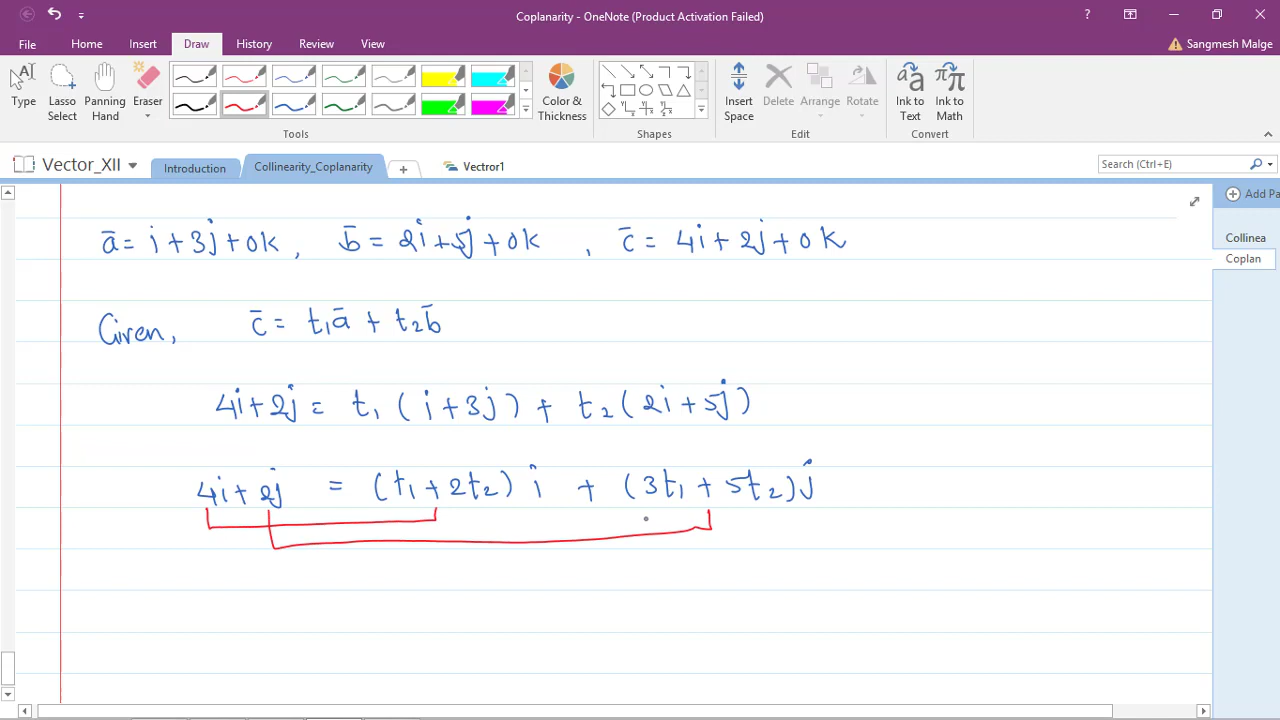 Coplanarity - OneNote (Product Activation Failed)
File Home Insert Draw History Review View Sangmesh Malge
Type Lasso Select Panning Hand Eraser Color & Thickness Insert Space Delete Arrange Rotate Ink to Text Ink to Math
Tools Shapes Edit Convert
Vector_XII Introduction Collinearity_Coplanarity Vectror1 Search (Ctrl+E)
Add Pa
Collinea
Coplan
a̅ = i + 3j + 0k, b̅ = 2i + 5j + 0k, c̅ = 4i + 2j + 0k
Given, c̅ = t₁a̅ + t₂b̅
4i + 2j = t₁ (i + 3j) + t₂ (2i + 5j)
4i + 2j = (t₁ + 2t₂) i + (3t₁ + 5t₂) j